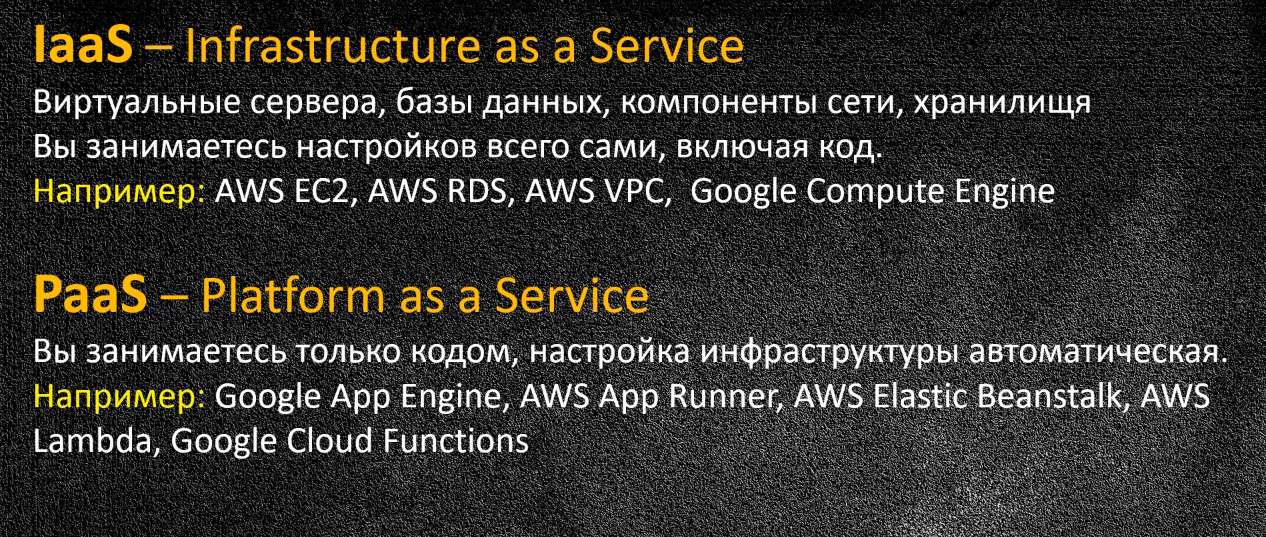 IaaS – Infrastructure as a Service
Виртуальные сервера, базы данных, компоненты сети, хранилищя
Вы занимаетесь настройков всего сами, включая код.
Например: AWS EC2, AWS RDS, AWS VPC,  Google Compute Engine
PaaS – Platform as a Service
Вы занимаетесь только кодом, настройка инфраструктуры автоматическая.
Например: Google App Engine, AWS App Runner, AWS Elastic Beanstalk, AWS
Lambda, Google Cloud Functions